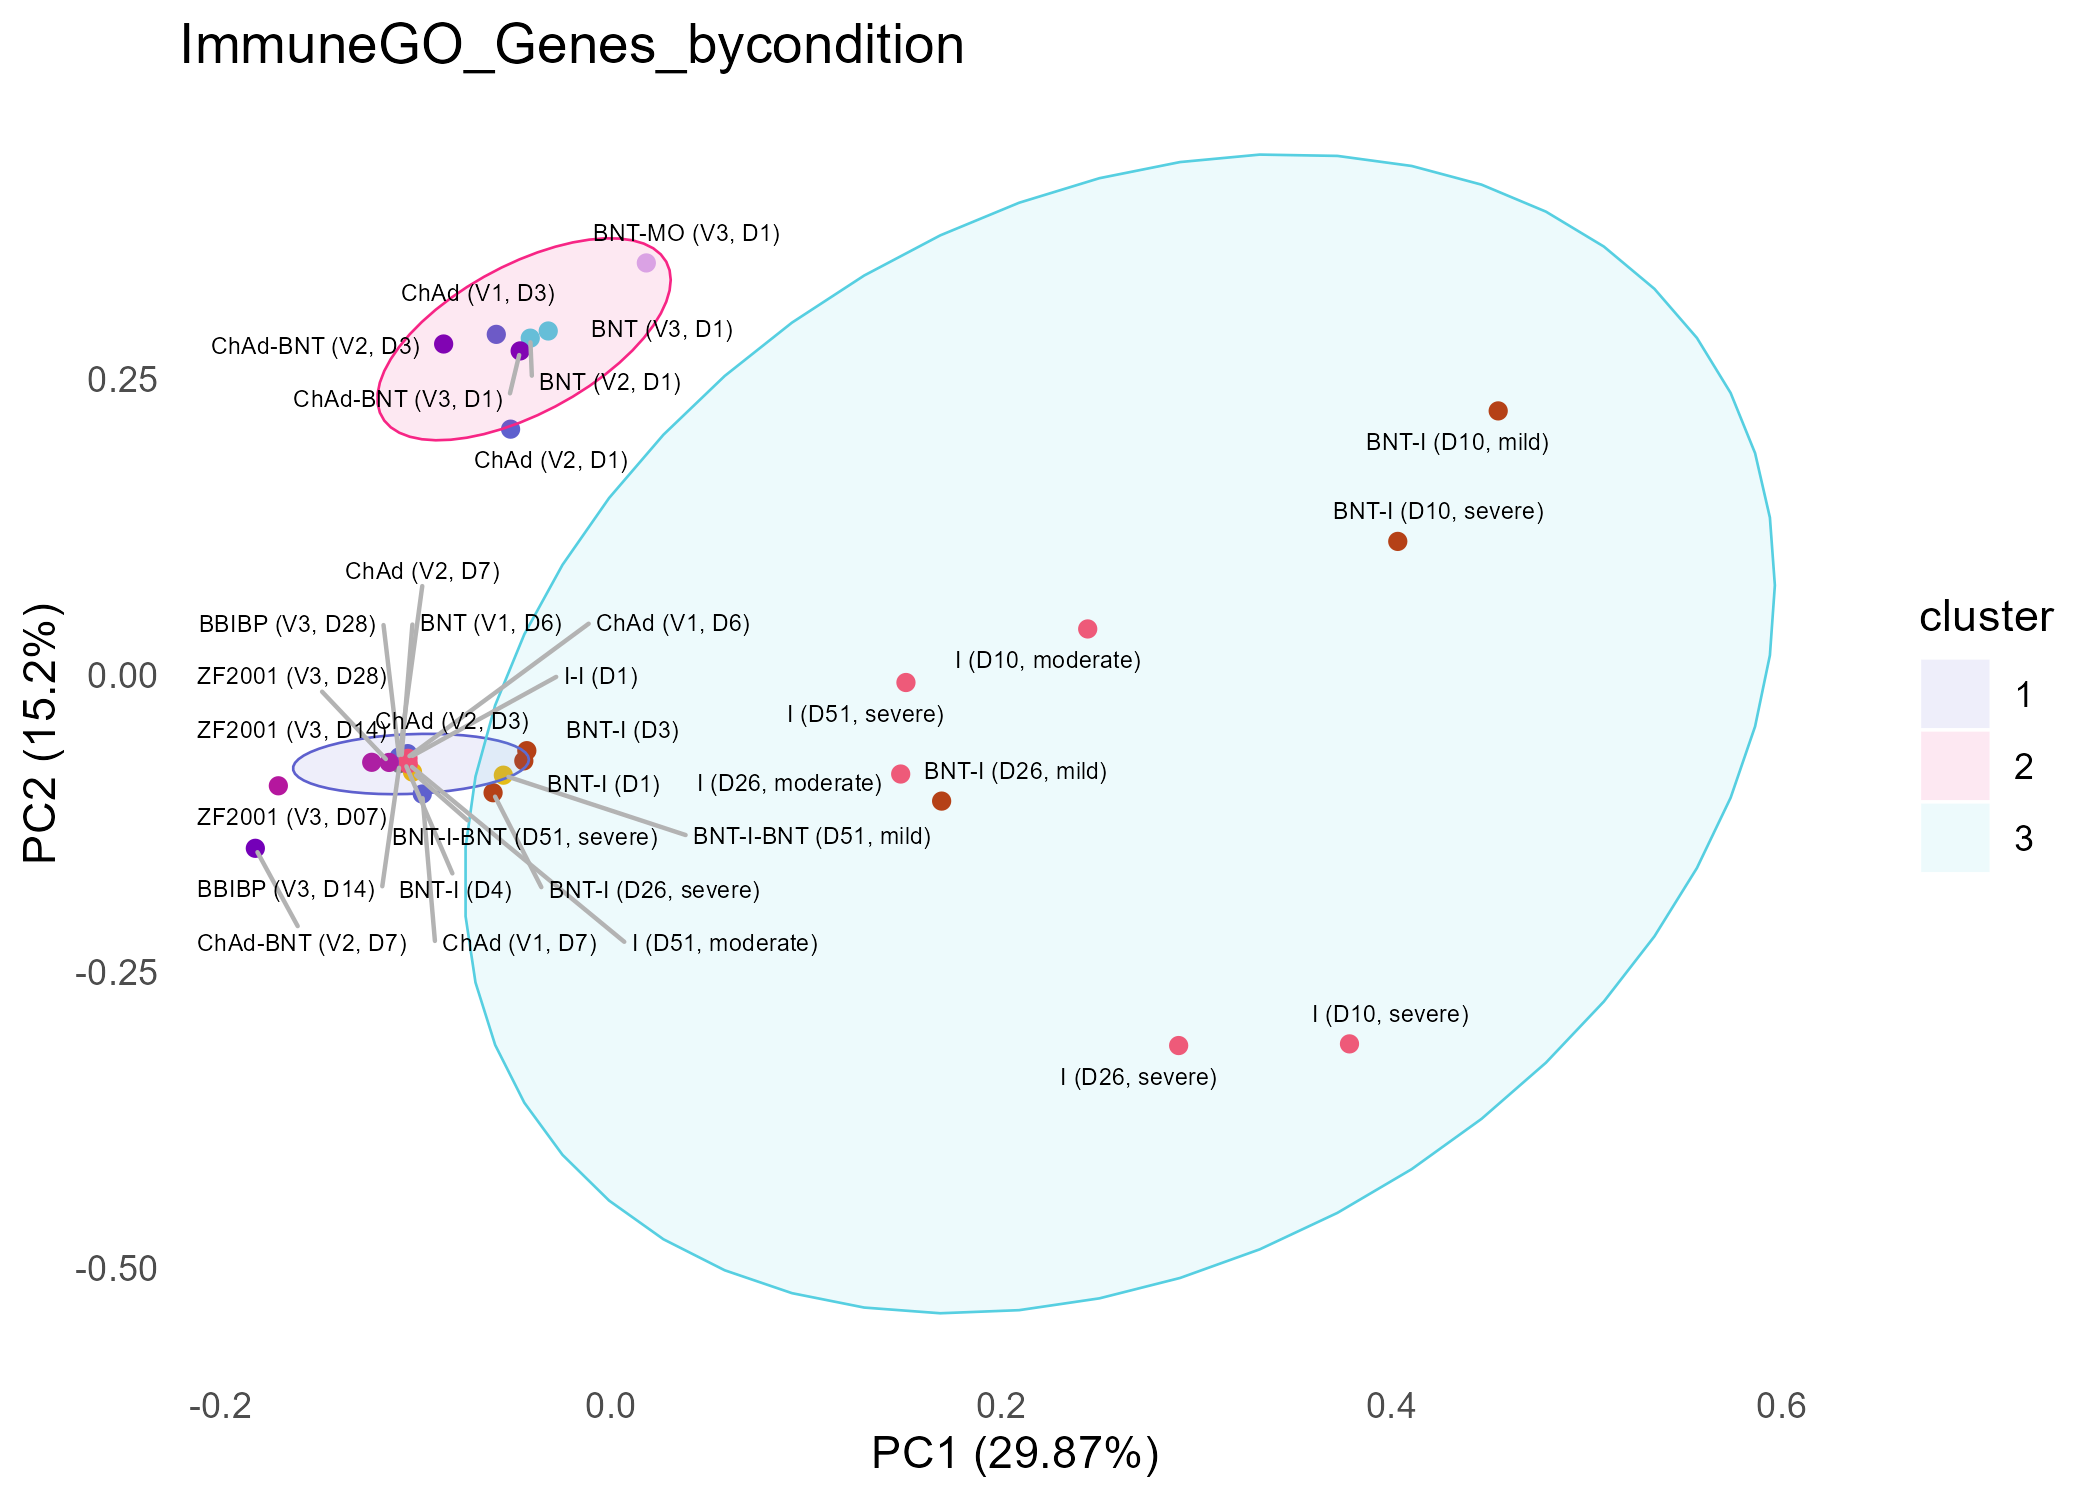 ImmuneGO_Genes_bycondition
BNT-MO (V3, D1)
ChAd (V1, D3)
BNT (V3, D1)
ChAd-BNT (V2, D3)
BNT (V2, D1)
ChAd-BNT (V3, D1)
ChAd (V2, D1)
BNT-I (D10, mild)
BNT-I (D10, severe)
ChAd (V2, D7)
BBIBP (V3, D28)
BNT (V1, D6)
ChAd (V1, D6)
ZF2001 (V3, D28)
I-I (D1)
I (D10, moderate)
I (D51, severe)
ChAd (V2, D3)
ZF2001 (V3, D14)
BNT-I (D3)
BNT-I (D1)
I (D26, moderate)
BNT-I (D26, mild)
ZF2001 (V3, D07)
BNT-I-BNT (D51, severe)
BNT-I-BNT (D51, mild)
BBIBP (V3, D14)
BNT-I (D4)
BNT-I (D26, severe)
ChAd-BNT (V2, D7)
ChAd (V1, D7)
I (D51, moderate)
I (D10, severe)
I (D26, severe)
0.25
0.00
-0.25
-0.50
PC2 (15.2%)
-0.2
0.0
0.2
0.4
0.6
PC1 (29.87%)
cluster
1
2
3